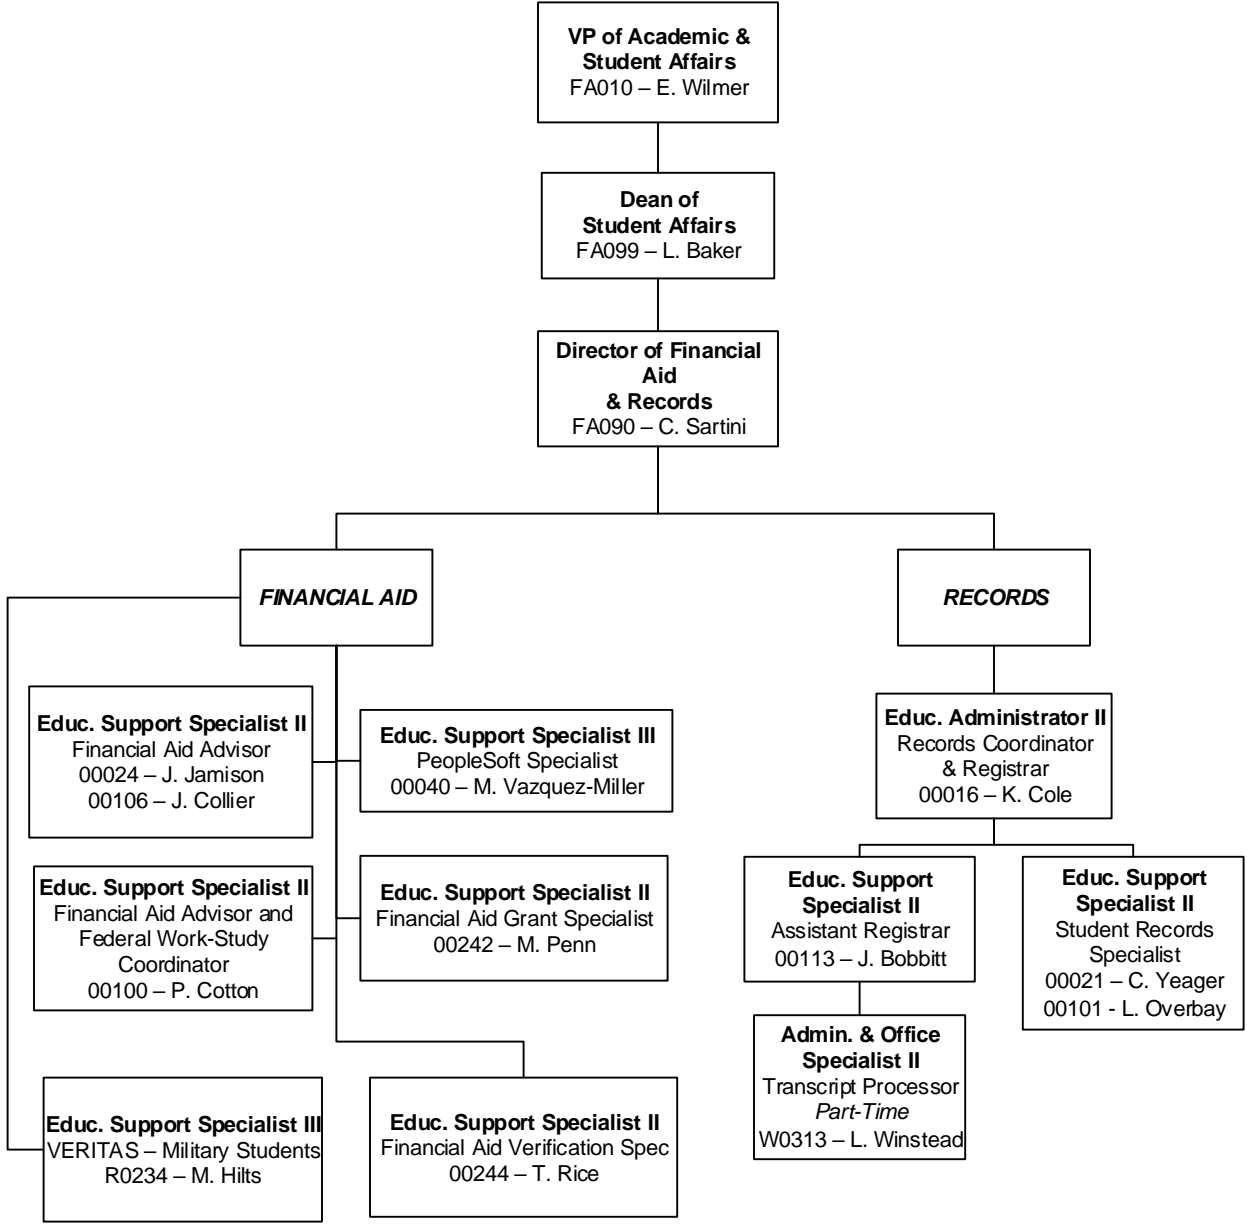 VP of Academic &
Student Affairs
FA010 – E. Wilmer
Dean of
Student Affairs
FA099 – L. Baker
Director of Financial
Aid
& Records
FA090 – C. Sartini
FINANCIAL AID
RECORDS
Educ. Support Specialist II
Financial Aid Advisor
00024 – J. Jamison
00106 – J. Collier
Educ. Support Specialist III
PeopleSoft Specialist
00040 – M. Vazquez-Miller
Educ. Administrator II
Records Coordinator
& Registrar
00016 – K. Cole
Educ. Support Specialist II
Financial Aid Advisor and
Federal Work-Study
Coordinator
00100 – P. Cotton
Educ. Support Specialist II
Financial Aid Grant Specialist
00242 – M. Penn
Educ. Support
Specialist II
Assistant Registrar
00113 – J. Bobbitt
Educ. Support
Specialist II
Student Records
Specialist
00021 – C. Yeager
00101 - L. Overbay
Admin. & Office
Specialist II
Transcript Processor
Part-Time
W0313 – L. Winstead
Educ. Support Specialist III
VERITAS – Military Students
R0234 – M. Hilts
Educ. Support Specialist II
Financial Aid Verification Spec
00244 – T. Rice